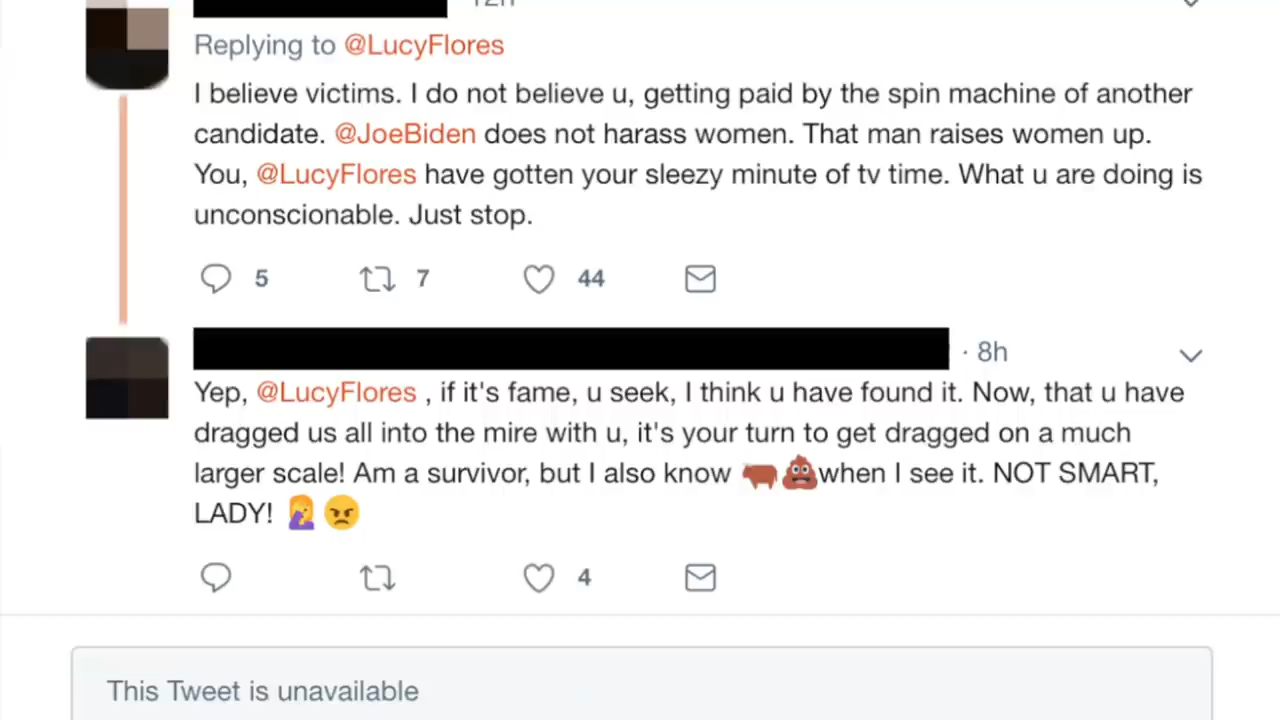 12h
Replying to @LucyFlores
I believe victims. I do not believe u, getting paid by the spin machine of another
candidate. @JoeBiden does not harass women. That man raises women up.
You, @LucyFlores have gotten your sleezy minute of tv time. What u are doing is
unconscionable. Just stop.
5 7 44
· 8h
Yep, @LucyFlores , if it's fame, u seek, I think u have found it. Now, that u have
dragged us all into the mire with u, it's your turn to get dragged on a much
larger scale! Am a survivor, but I also know 🐂💩when I see it. NOT SMART,
LADY! 🤦‍♀️😠
4
This Tweet is unavailable